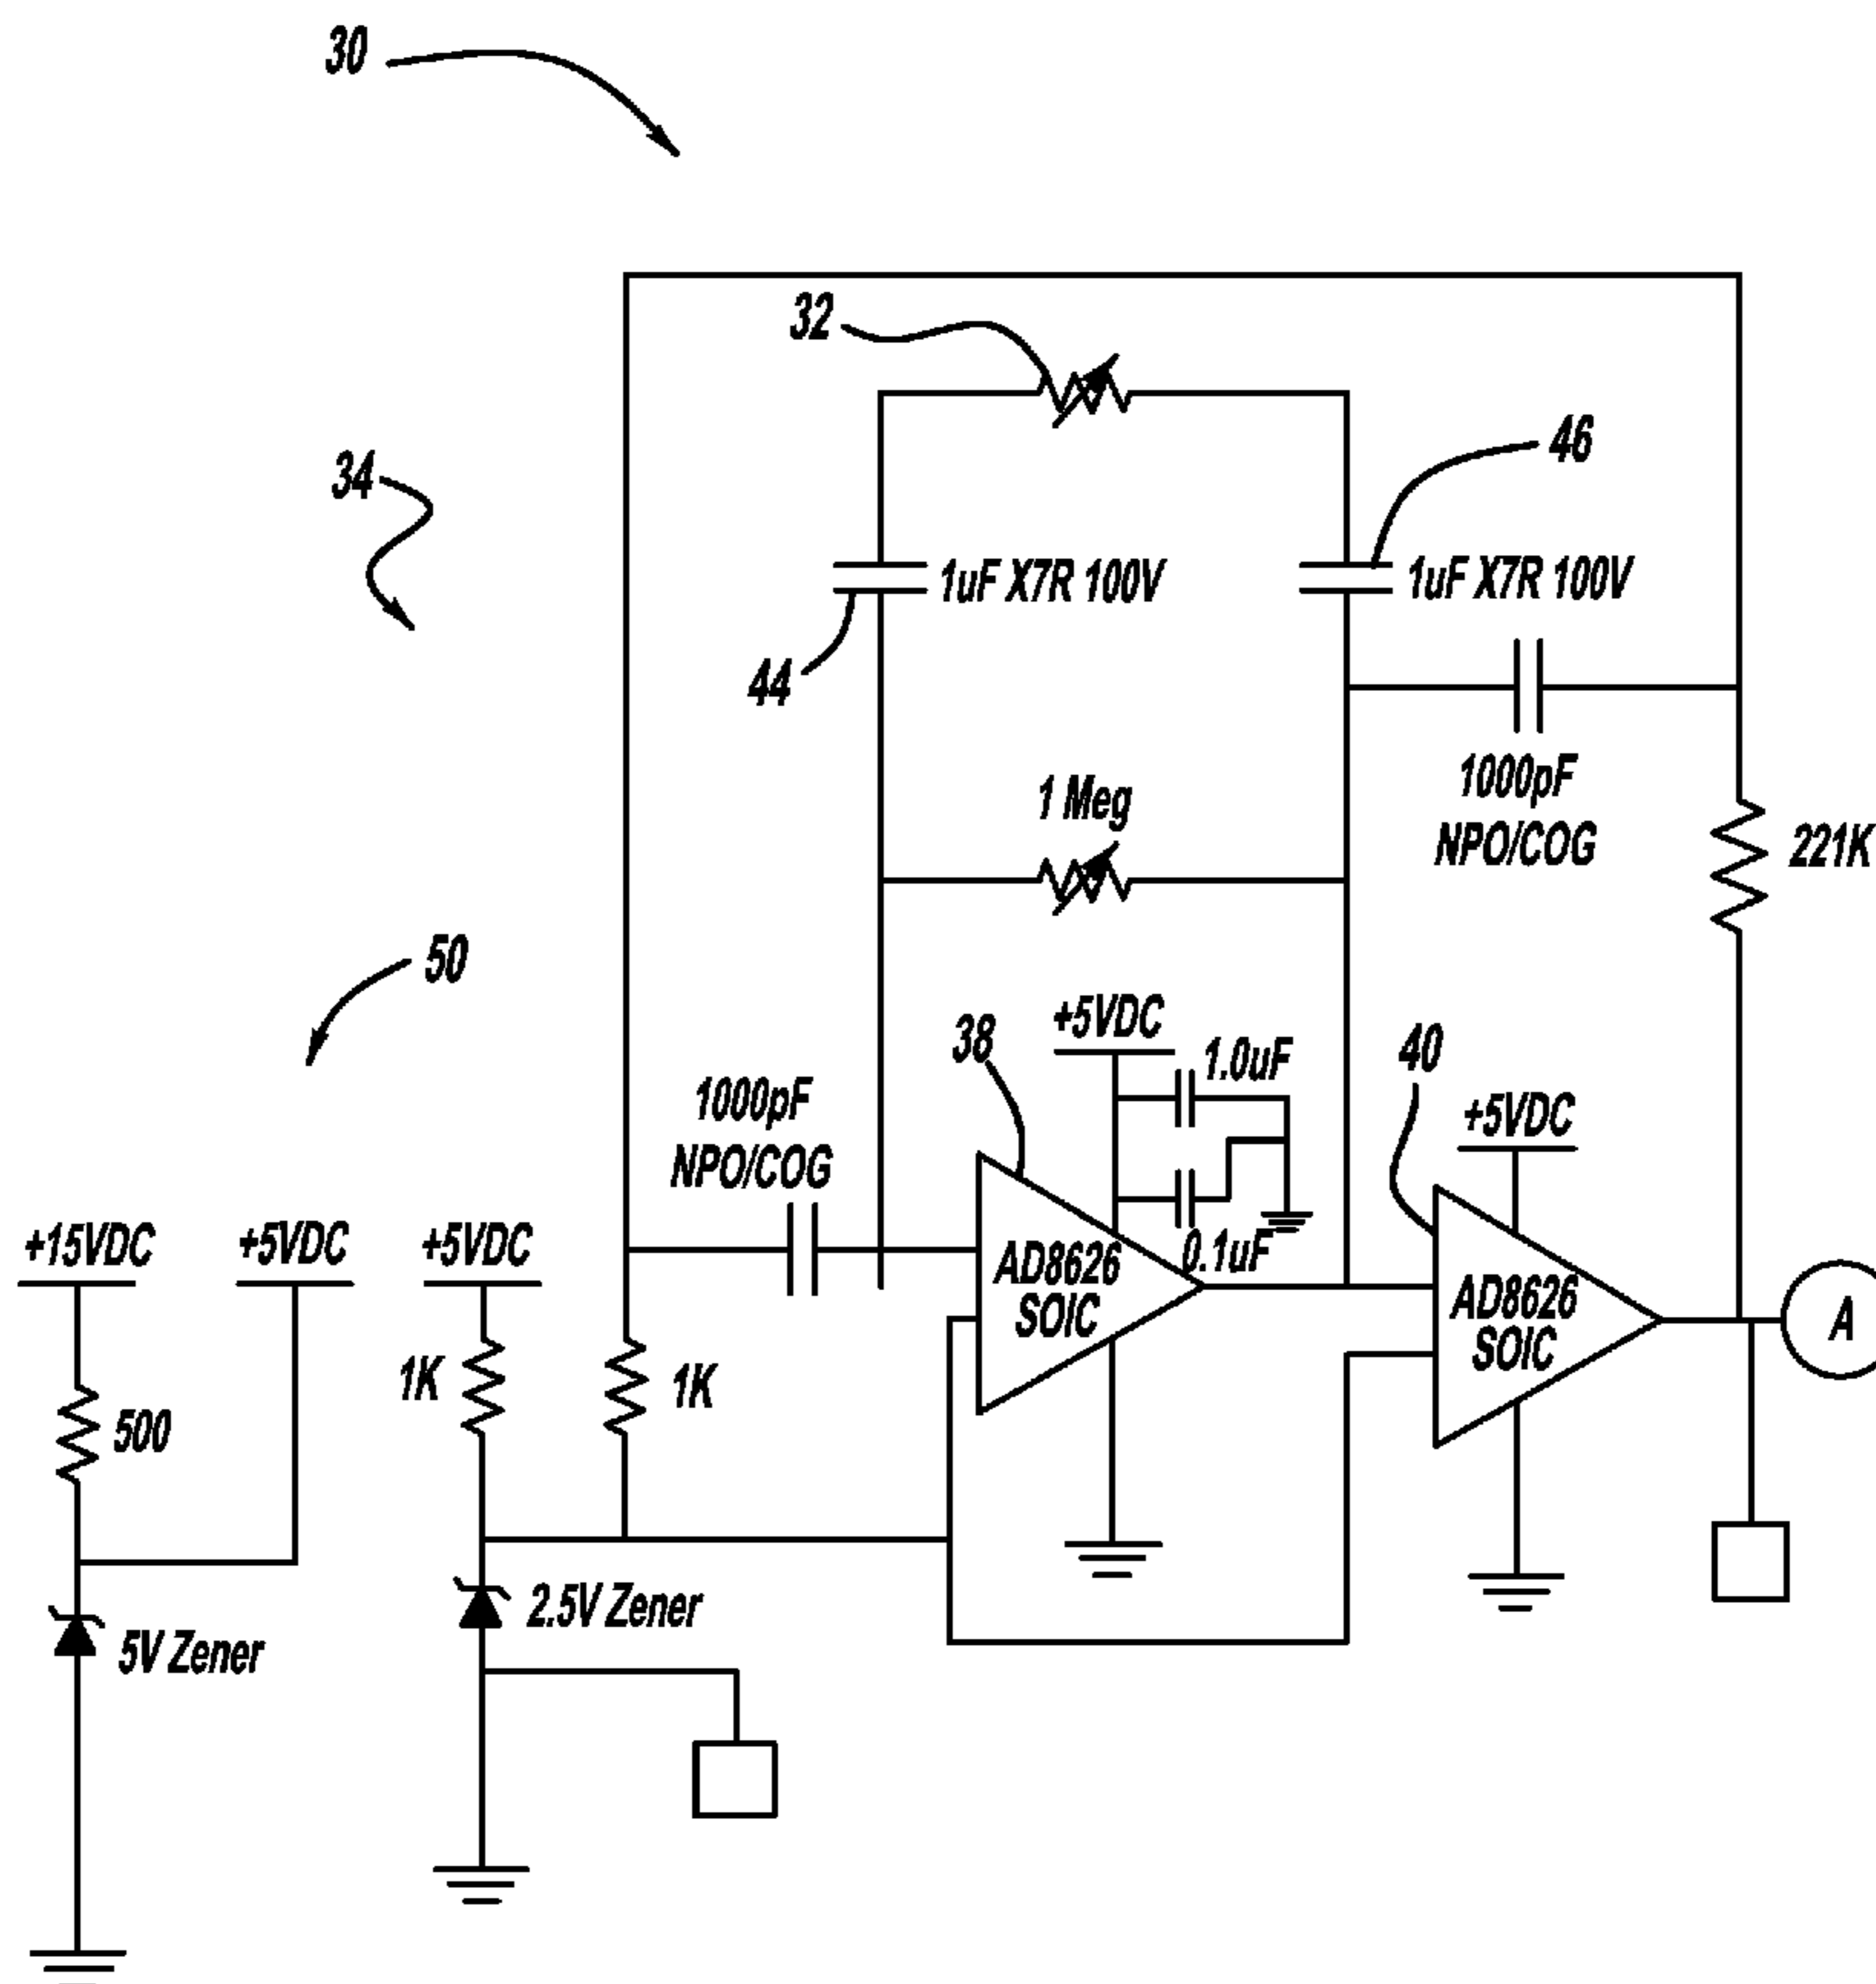 30
32
46
34
1uF X7R 100V
1uF X7R 100V
44
1000pF
NPO/COG
1 Meg
221K
50
38
+5VDC
1.0uF
40
1000pF
NPO/COG
+5VDC
0.1uF
+15VDC
+5VDC
+5VDC
AD8626
SOIC
AD8626
SOIC
A
1K
1K
500
2.5V Zener
5V Zener